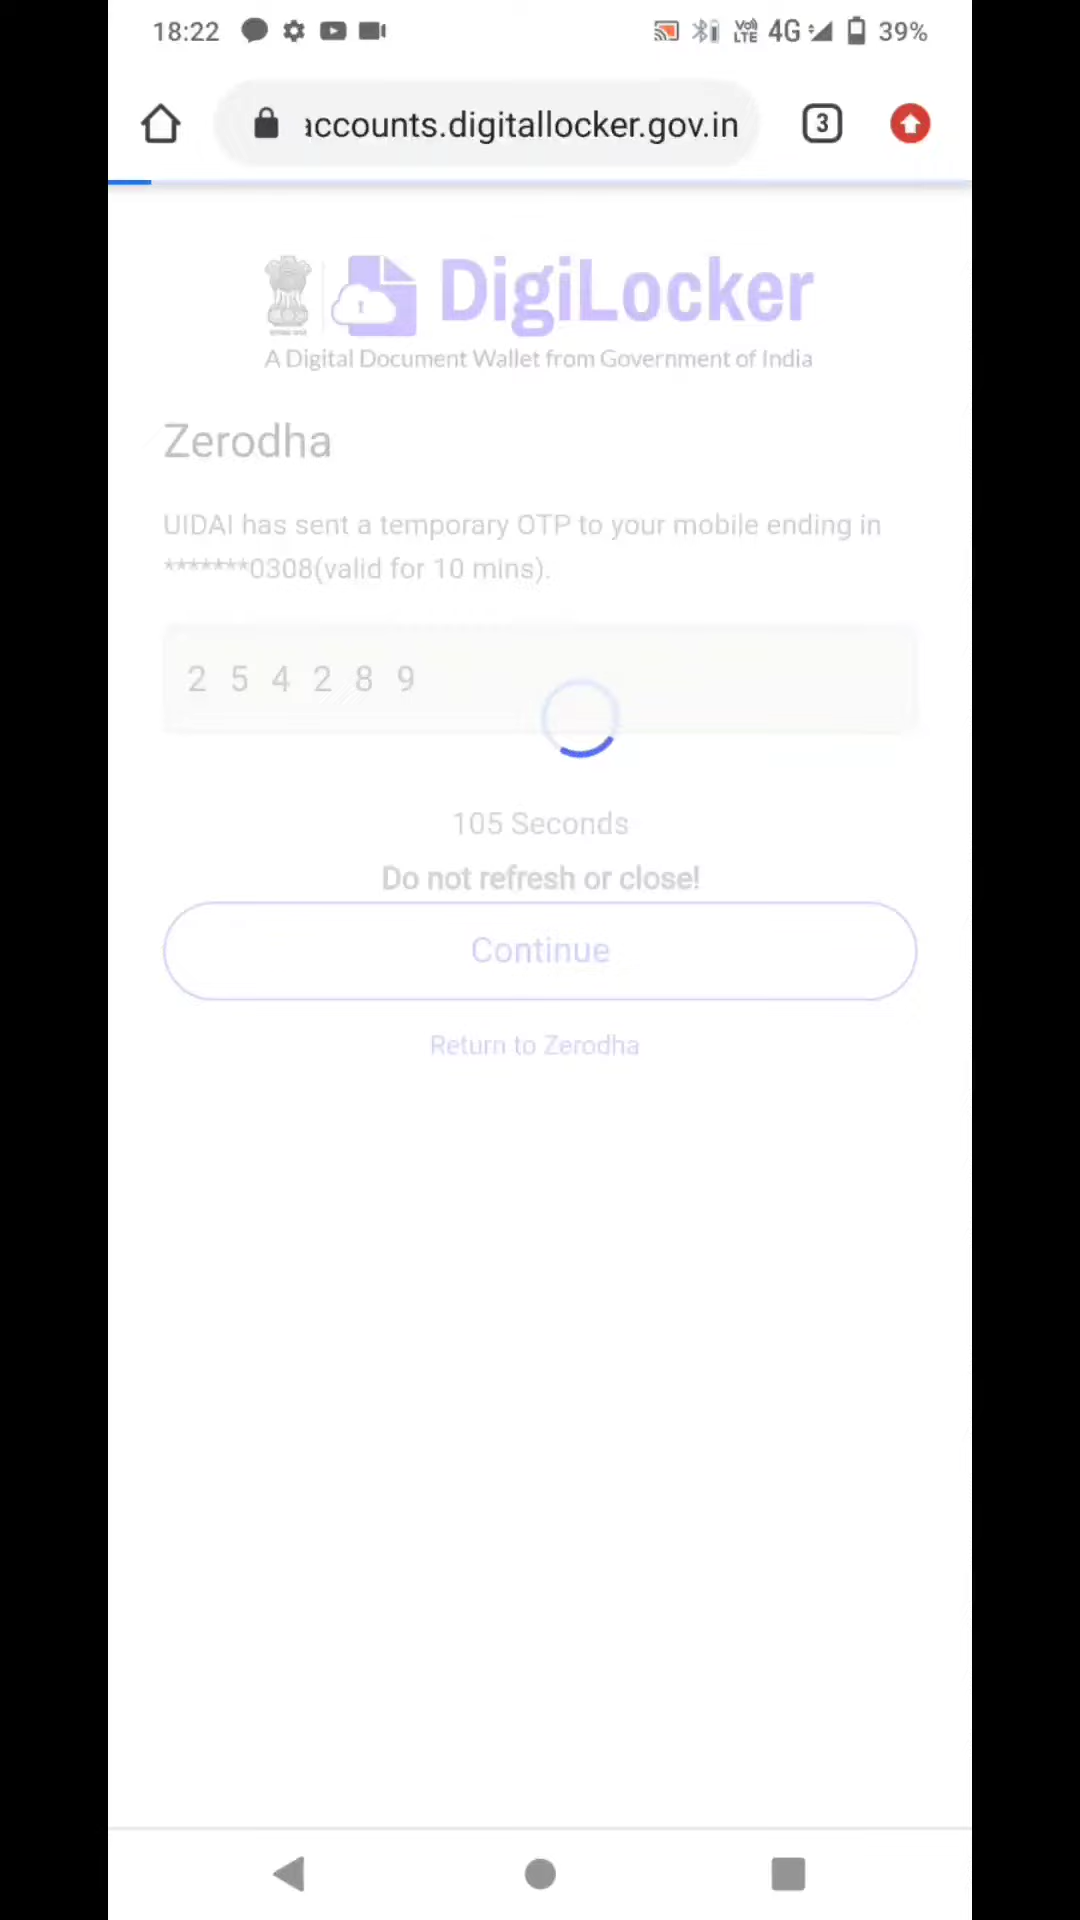 18:22 VoLTE 4G 39%
accounts.digitallocker.gov.in 3
DigiLocker
A Digital Document Wallet from Government of India
Zerodha
UIDAI has sent a temporary OTP to your mobile ending in
*******0308(valid for 10 mins).
2 5 4 2 8 9
105 Seconds
Do not refresh or close!
Continue
Return to Zerodha